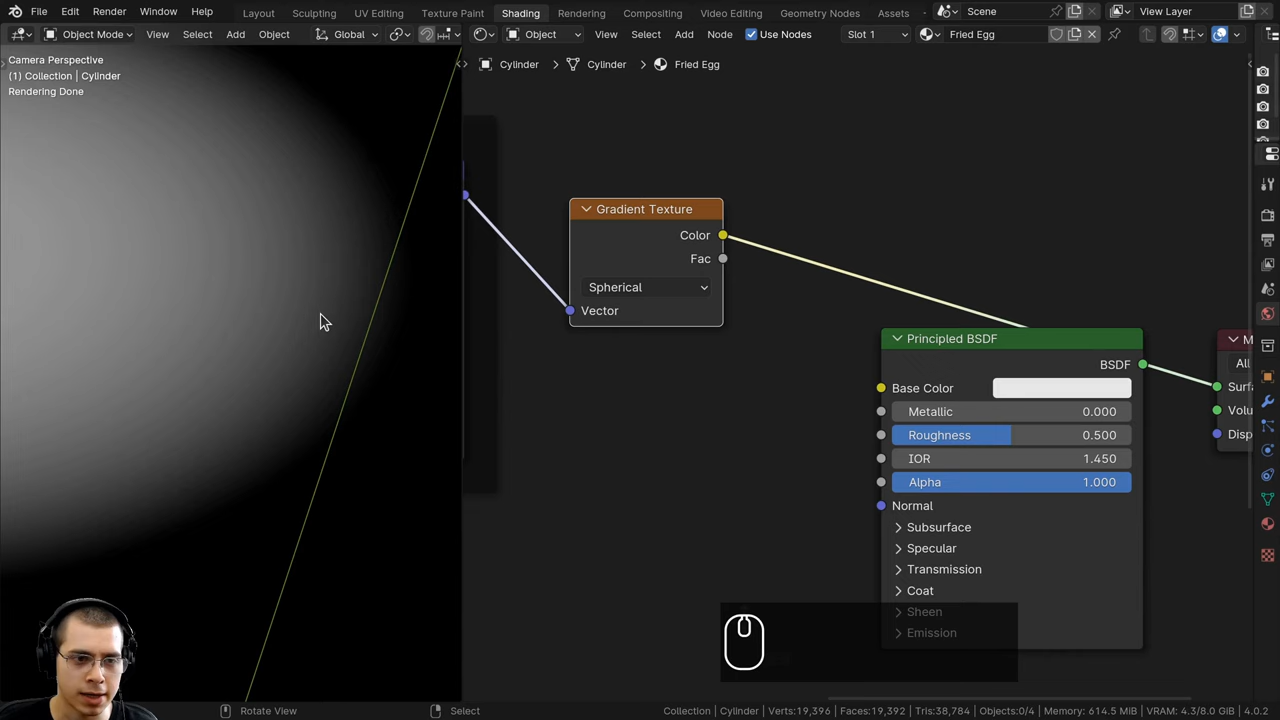 File Edit Render Window Help Layout Sculpting UV Editing Texture Paint Shading Rendering Compositing Video Editing Geometry Nodes Assets Scene View Layer
Object Mode View Select Add Object Global Object View Select Add Node Use Nodes Slot 1 Fried Egg
Camera Perspective
(1) Collection | Cylinder
Rendering Done
Cylinder > Cylinder > Fried Egg
Gradient Texture
Color
Fac
Spherical
Vector
Principled BSDF
BSDF
Base Color
Metallic 0.000
Roughness 0.500
IOR 1.450
Alpha 1.000
Normal
Subsurface
Specular
Transmission
Coat
Sheen
Emission
M
All
Surfa
Volu
Disp
Rotate View Select Collection | Cylinder | Verts:19,396 | Faces:19,392 | Tris:38,784 | Objects:0/4 | Memory: 614.5 MiB | VRAM: 4.3/8.0 GiB | 4.0.2